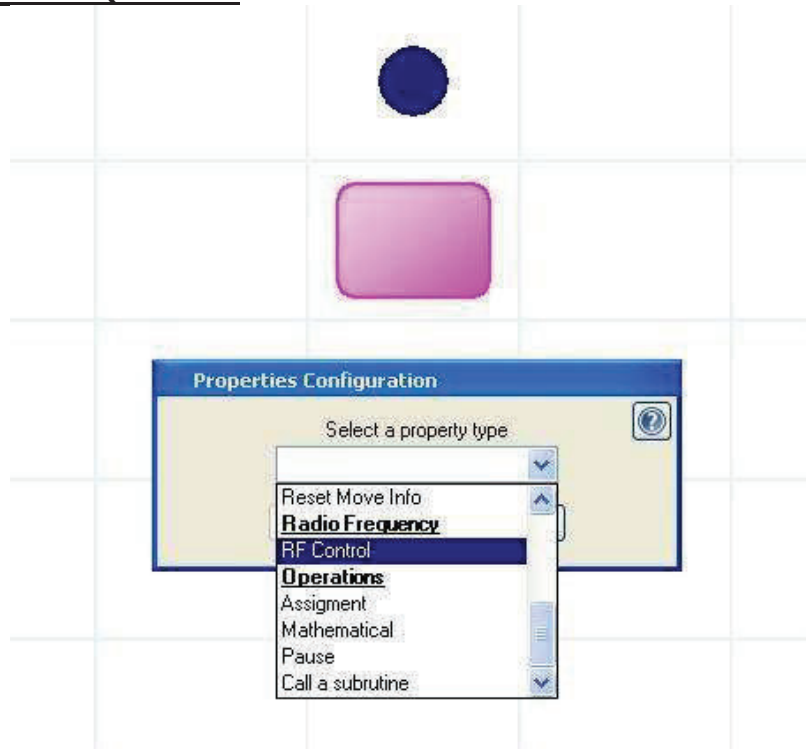 Properties Configuration
Select a property type
Reset Move Info
Radio Frequency
RF Control
Operations
Assigment
Mathematical
Pause
Call a subrutine